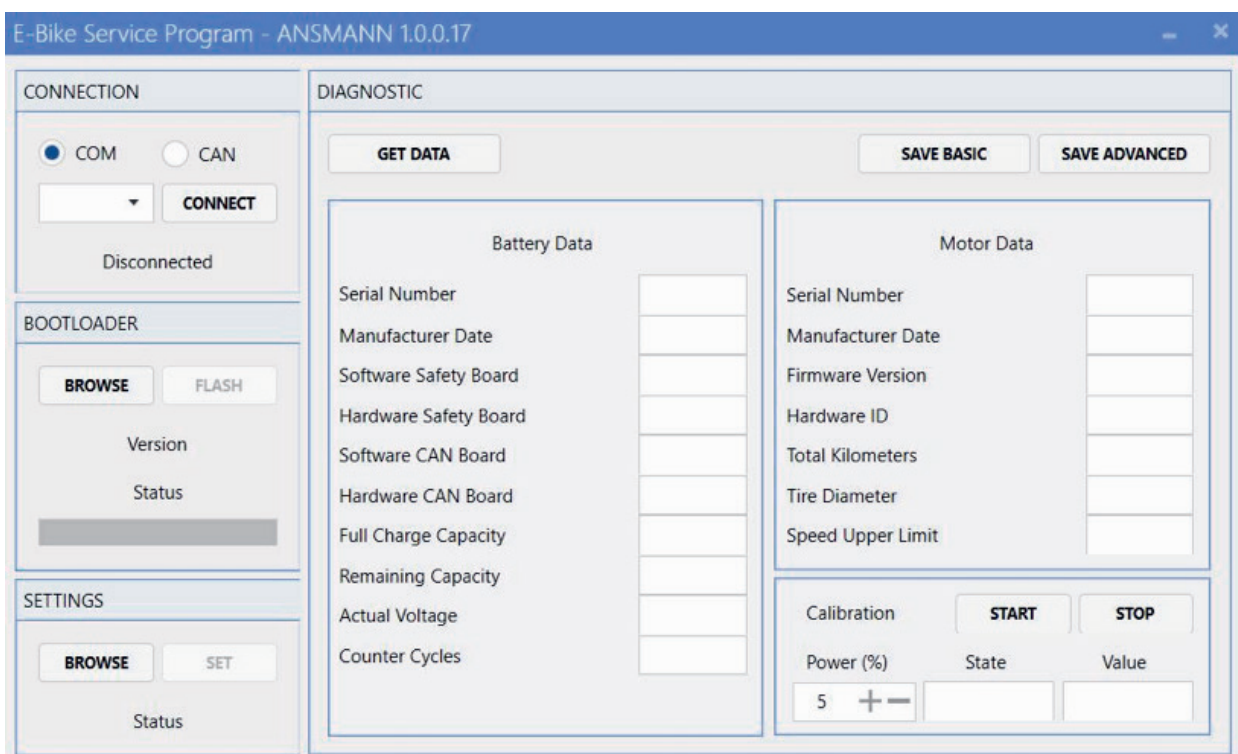 E-Bike Service Program - ANSMANN 1.0.0.17
CONNECTION
COM CAN
CONNECT
Disconnected
BOOTLOADER
BROWSE FLASH
Version
Status
SETTINGS
BROWSE SET
Status
DIAGNOSTIC
GET DATA SAVE BASIC SAVE ADVANCED
Battery Data
Serial Number
Manufacturer Date
Software Safety Board
Hardware Safety Board
Software CAN Board
Hardware CAN Board
Full Charge Capacity
Remaining Capacity
Actual Voltage
Counter Cycles
Motor Data
Serial Number
Manufacturer Date
Firmware Version
Hardware ID
Total Kilometers
Tire Diameter
Speed Upper Limit
Calibration START STOP
Power (%) State Value
5